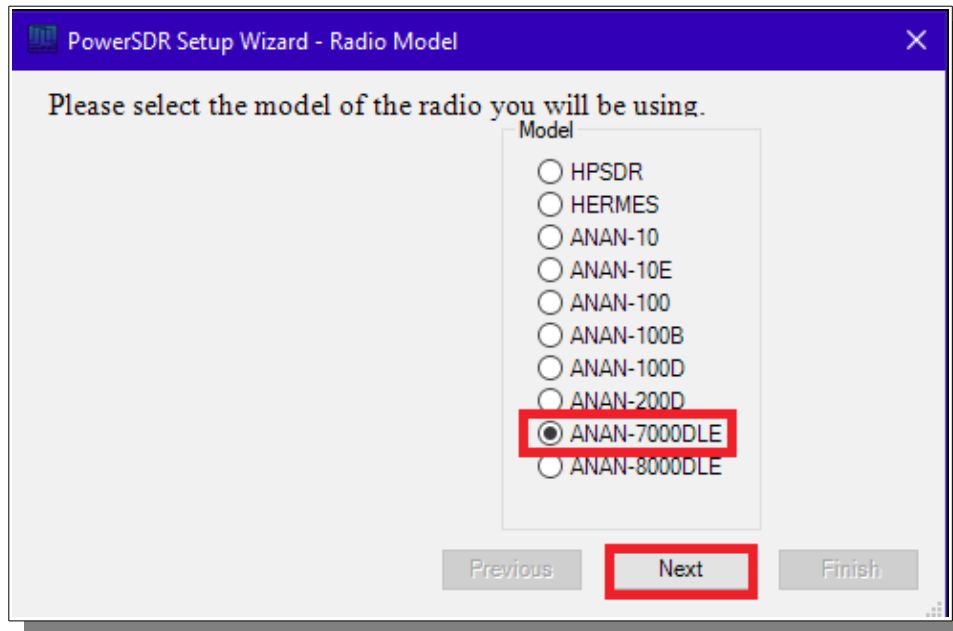 PowerSDR Setup Wizard - Radio Model
Please select the model of the radio you will be using.
Model
HPSDR
HERMES
ANAN-10
ANAN-10E
ANAN-100
ANAN-100B
ANAN-100D
ANAN-200D
ANAN-7000DLE
ANAN-8000DLE
Previous Next Finish